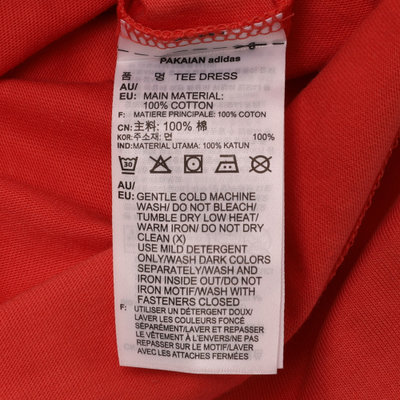 PAKAIAN adidas
품 명 TEE DRESS
AU/
EU: MAIN MATERIAL:
100% COTTON
F: MATIERE PRINCIPALE: 100% COTON
CN: 主料: 100% 棉
KOR: 주소재: 면 100%
IND: MATERIAL UTAMA: 100% KATUN
30
AU/
EU: GENTLE COLD MACHINE
WASH/ DO NOT BLEACH/
TUMBLE DRY LOW HEAT/
WARM IRON/ DO NOT DRY
CLEAN (X)
USE MILD DETERGENT
ONLY/WASH DARK COLORS
SEPARATELY/WASH AND
IRON INSIDE OUT/DO NOT
IRON MOTIF/WASH WITH
FASTENERS CLOSED
F: UTILISER UN DÉTERGENT DOUX/
LAVER LES COULEURS FONCÉ
SÉPARÉMENT/LAVER ET REPASSER
LE VÊTEMENT À L'ENVERS/NE PAS
REPASSER SUR LE MOTIF/LAVER
AVEC LES ATTACHES FERMÉES